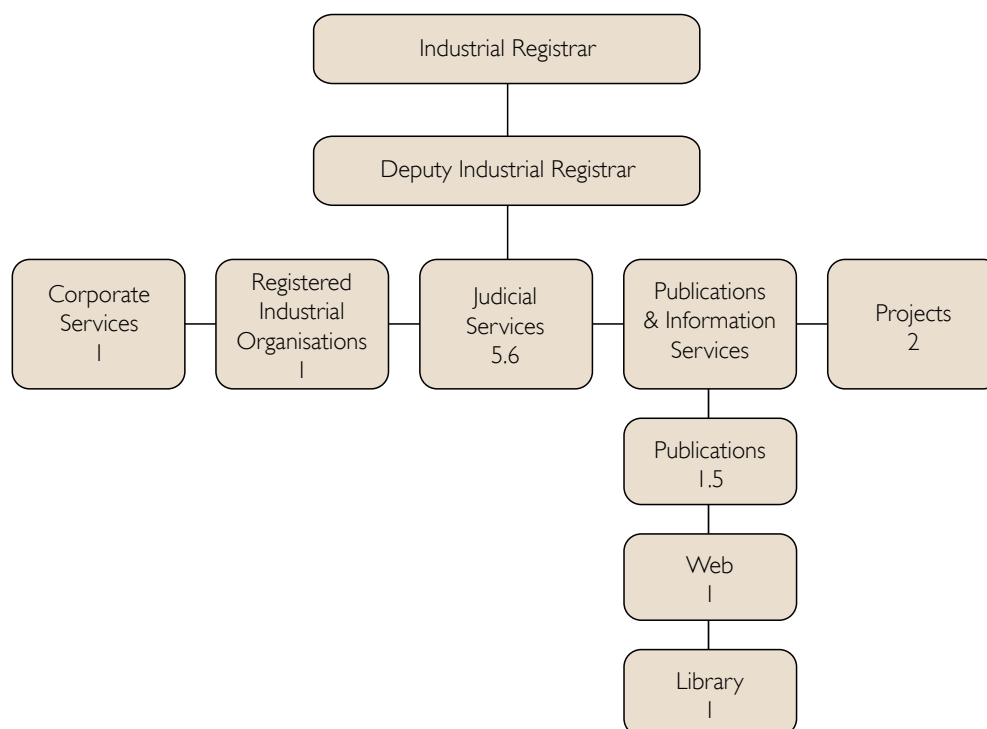 Industrial Registrar
Deputy Industrial Registrar
Corporate
Services
1
Registered
Industrial
Organisations
1
Judicial
Services
5.6
Publications
& Information
Services
Projects
2
Publications
1.5
Web
1
Library
1